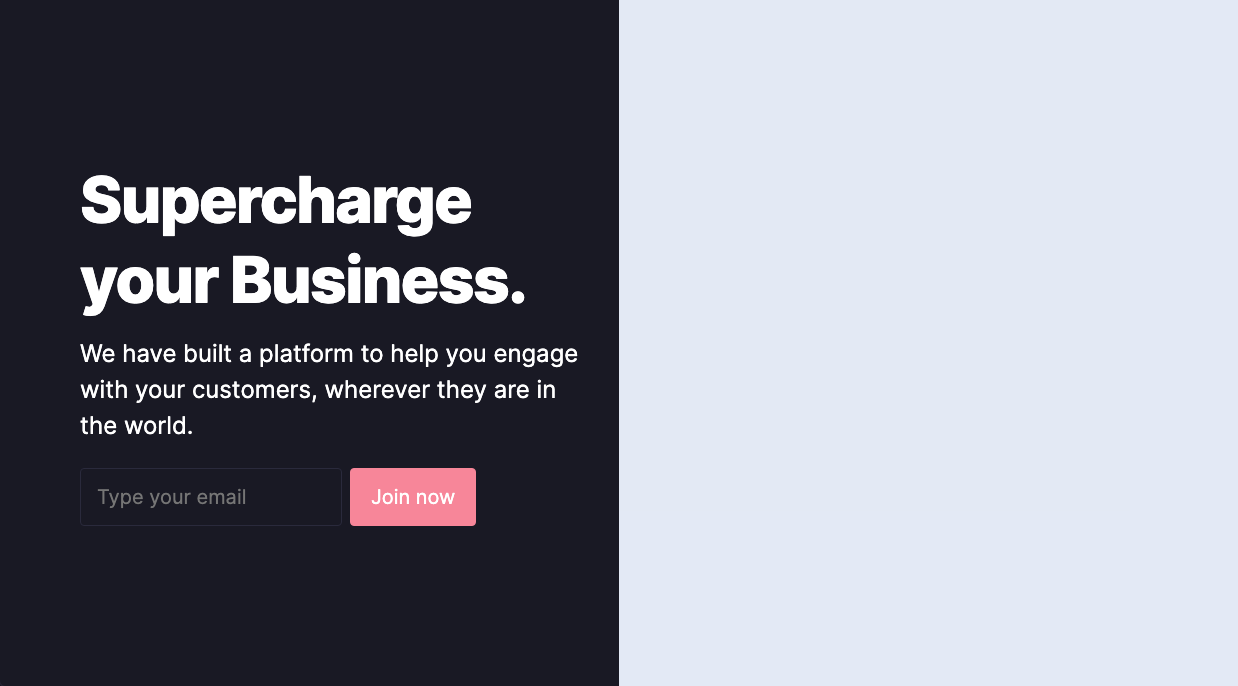 Supercharge
your Business.
We have built a platform to help you engage
with your customers, wherever they are in
the world.
Type your email
Join now